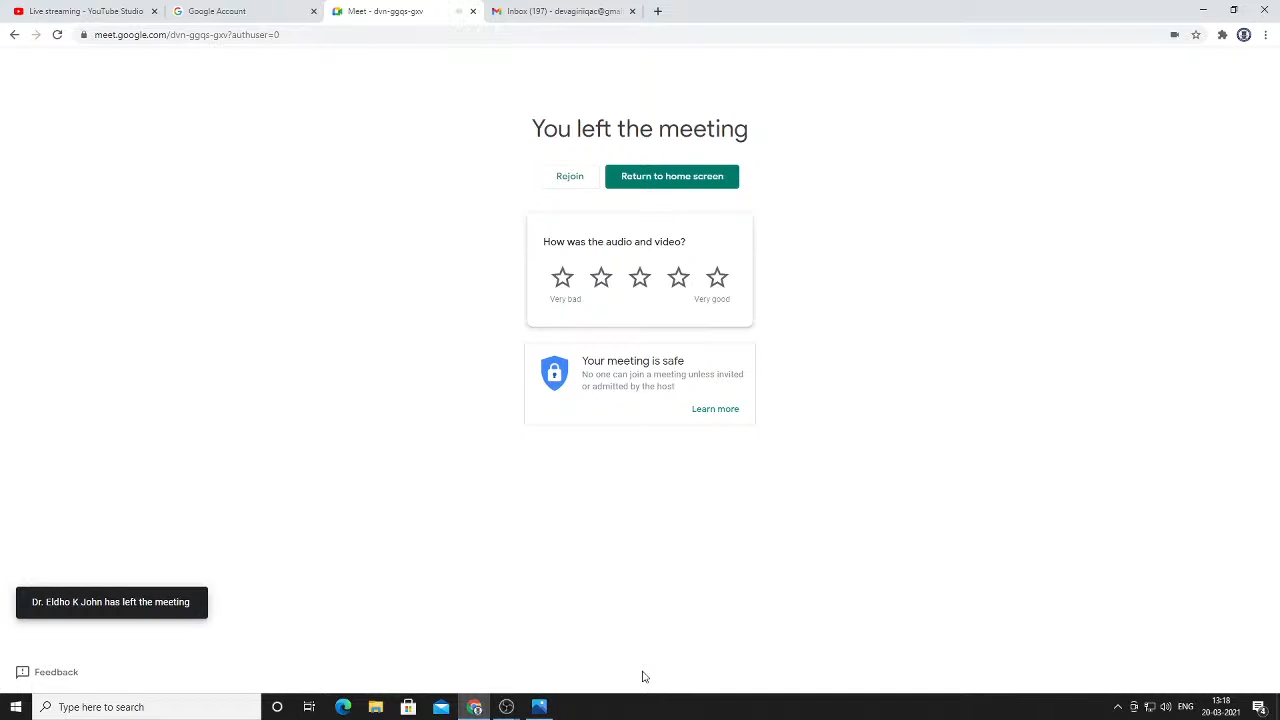 Live streaming - YouTube Studio
Google Account
Meet - dvn-ggqs-gxv
Inbox (197) - devagiriiqac@gmai
meet.google.com/dvn-ggqs-gxv?authuser=0
You left the meeting
Rejoin
Return to home screen
How was the audio and video?
Very bad
Very good
Your meeting is safe
No one can join a meeting unless invited
or admitted by the host
Learn more
Dr. Eldho K John has left the meeting
Feedback
Type here to search
ENG
13:18
20-03-2021